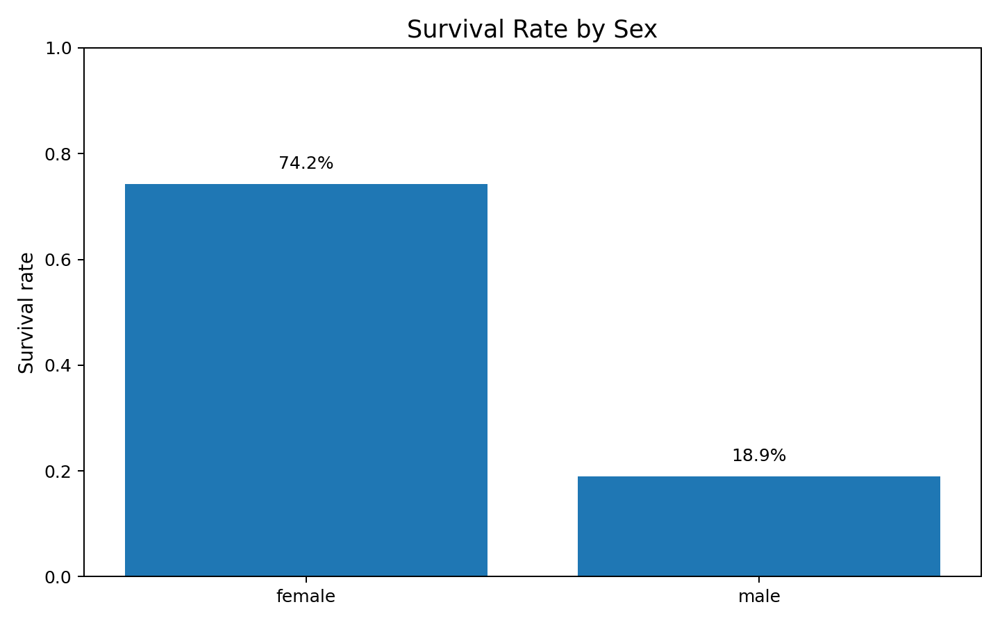 Survival Rate by Sex
1.0
0.8
0.6
0.4
0.2
0.0
Survival rate
74.2%
18.9%
female
male